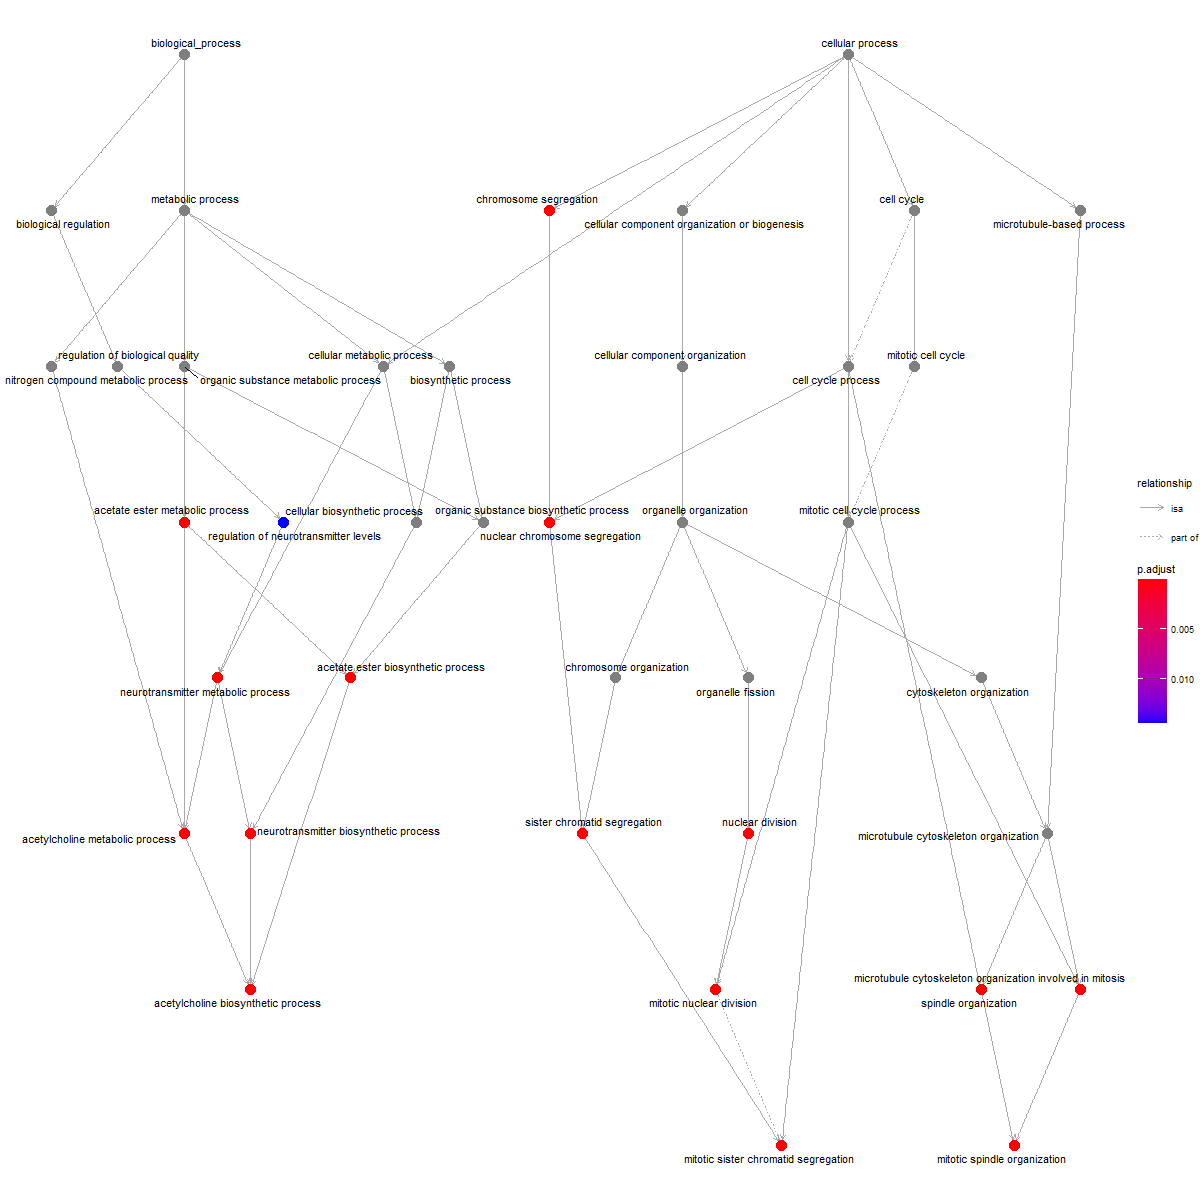 biological_process
cellular process
metabolic process
chromosome segregation
cell cycle
biological regulation
cellular component organization or biogenesis
microtubule-based process
regulation of biological quality
cellular metabolic process
cellular component organization
mitotic cell cycle
nitrogen compound metabolic process
organic substance metabolic process
biosynthetic process
cell cycle process
relationship
isa
part of
acetate ester metabolic process
cellular biosynthetic process
organic substance biosynthetic process
organelle organization
mitotic cell cycle process
regulation of neurotransmitter levels
nuclear chromosome segregation
p.adjust
0.005
0.010
acetate ester biosynthetic process
chromosome organization
neurotransmitter metabolic process
organelle fission
cytoskeleton organization
sister chromatid segregation
nuclear division
acetylcholine metabolic process
neurotransmitter biosynthetic process
microtubule cytoskeleton organization
microtubule cytoskeleton organization involved in mitosis
acetylcholine biosynthetic process
mitotic nuclear division
spindle organization
mitotic sister chromatid segregation
mitotic spindle organization